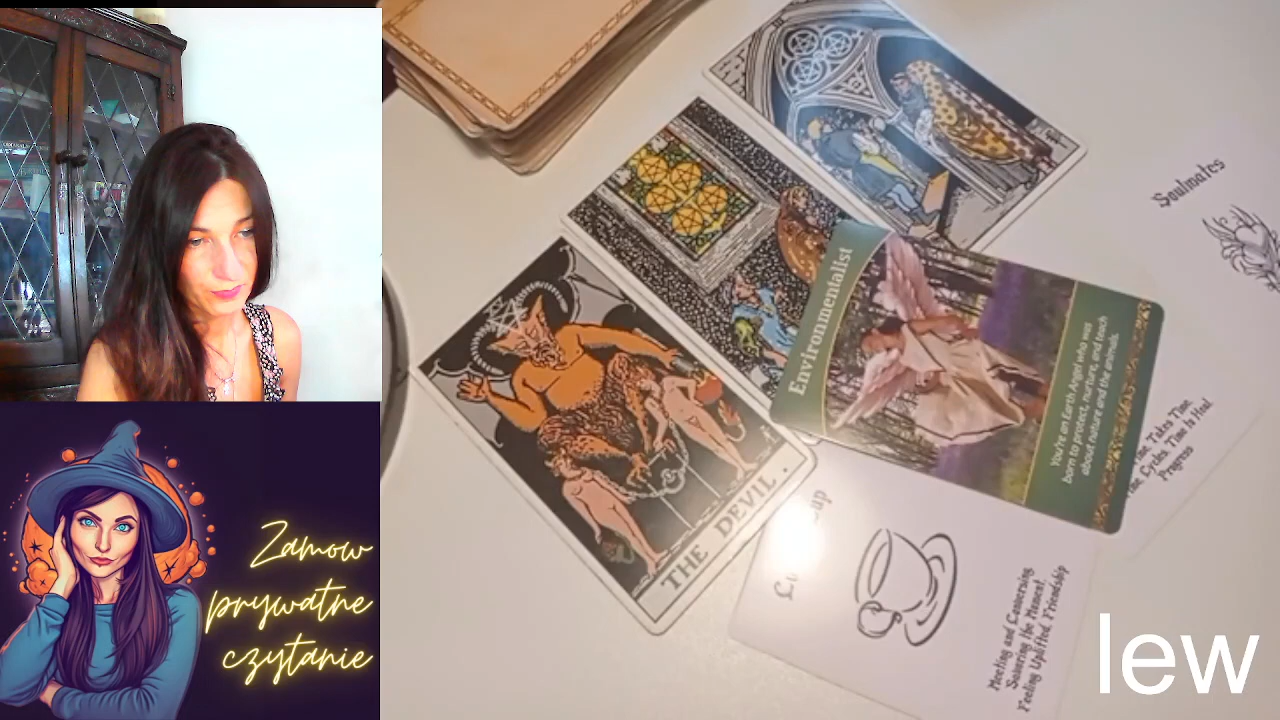 Zamow
prywatne
czytanie
THE DEVIL.
Environmentalist
You're an Earth Angel who was
born to protect, nurture, and teach
about nature and the animals.
Soulmates
Takes Time.
Cycles. Time Is Heal
Progress
Meeting and Conversing
Savoring the Moment.
Feeling Uplifted. Friendship
lew